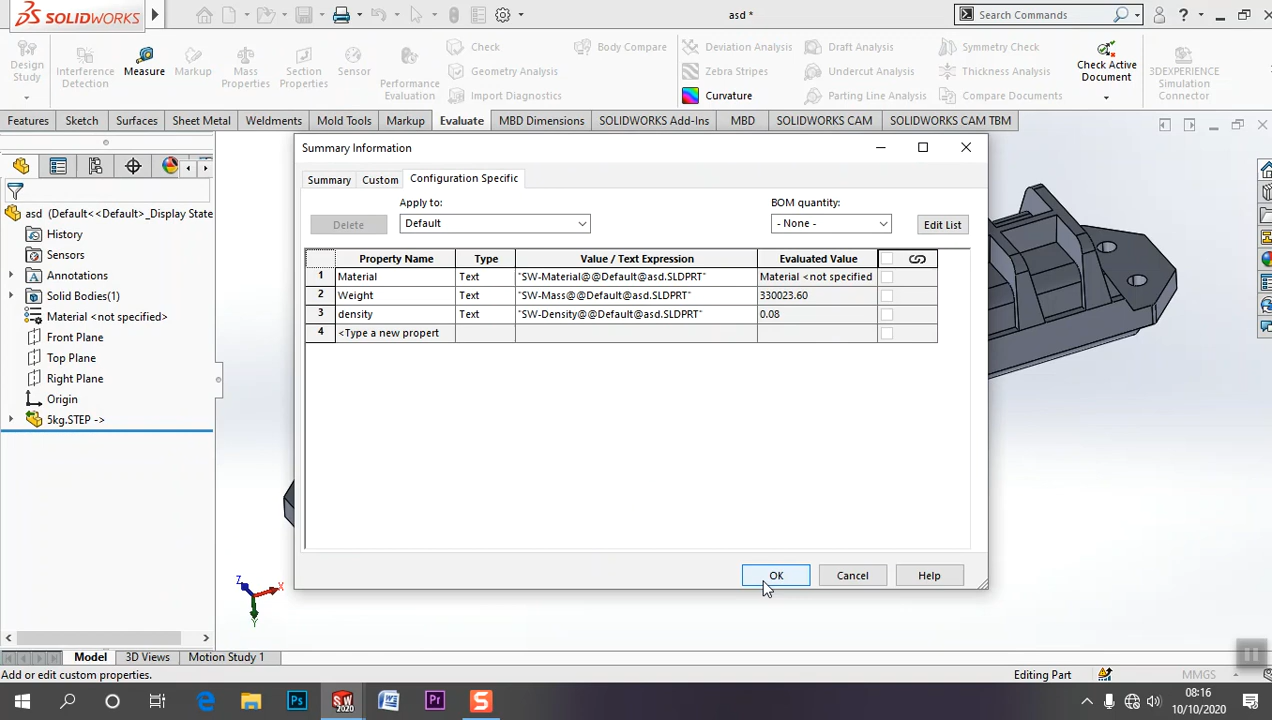 SOLIDWORKS
asd *
Search Commands
Design Study
Interference Detection
Measure
Markup
Mass Properties
Section Properties
Sensor
Performance Evaluation
Check
Geometry Analysis
Import Diagnostics
Body Compare
Deviation Analysis
Zebra Stripes
Curvature
Draft Analysis
Undercut Analysis
Parting Line Analysis
Symmetry Check
Thickness Analysis
Compare Documents
Check Active Document
3DEXPERIENCE Simulation Connector
Features Sketch Surfaces Sheet Metal Weldments Mold Tools Markup Evaluate MBD Dimensions SOLIDWORKS Add-Ins MBD SOLIDWORKS CAM SOLIDWORKS CAM TBM
asd (Default<<Default>_Display State
History
Sensors
Annotations
Solid Bodies(1)
Material <not specified>
Front Plane
Top Plane
Right Plane
Origin
5kg.STEP ->
Summary Information
Summary Custom Configuration Specific
Apply to:
BOM quantity:
Delete
Default
- None -
Edit List
Property Name Type Value / Text Expression Evaluated Value
1 Material Text "SW-Material@@Default@asd.SLDPRT" Material <not specified
2 Weight Text "SW-Mass@@Default@asd.SLDPRT" 330023.60
3 density Text "SW-Density@@Default@asd.SLDPRT" 0.08
4 <Type a new propert
OK Cancel Help
Z
X
Y
Model 3D Views Motion Study 1
Add or edit custom properties.
Editing Part
MMGS
Ps
SW 2020
W
Pr
S
08:16
10/10/2020